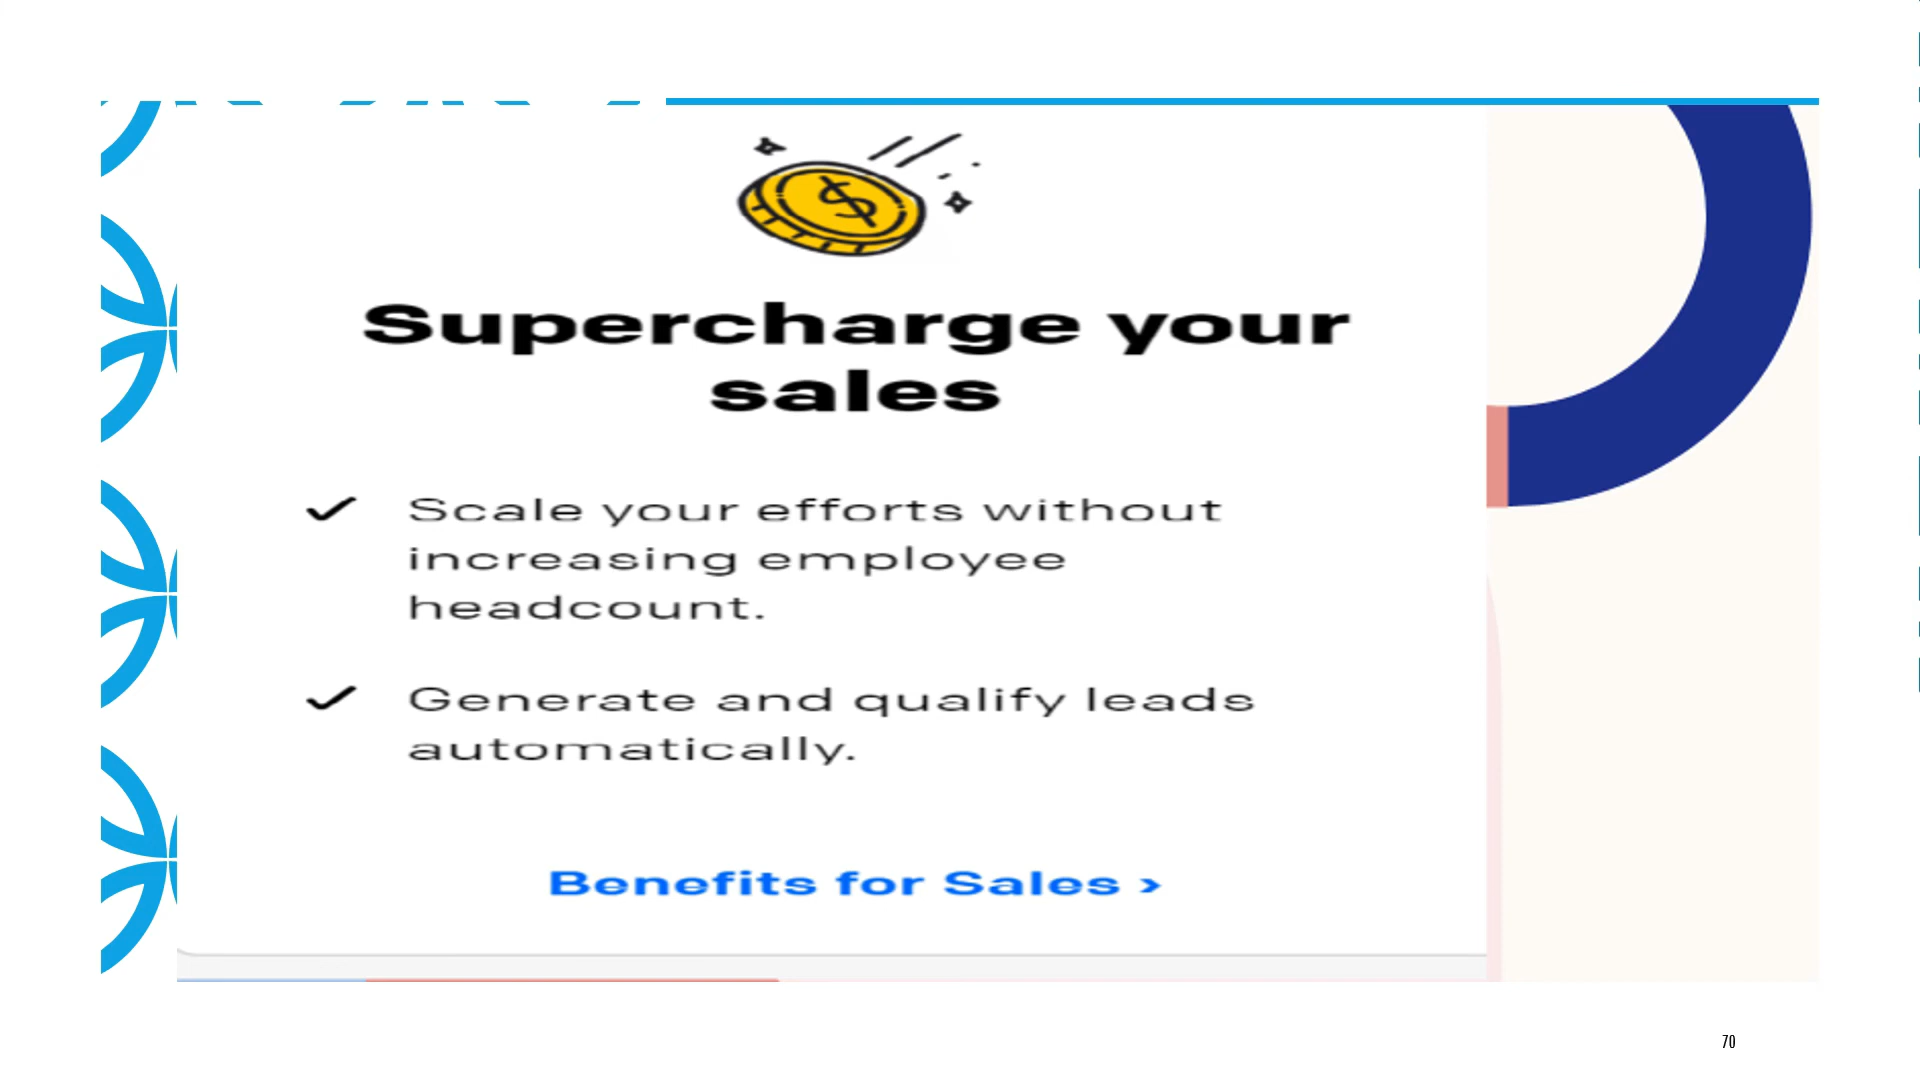 Supercharge your
sales
Scale your efforts without
increasing employee
headcount.
Generate and qualify leads
automatically.
Benefits for Sales ›
70